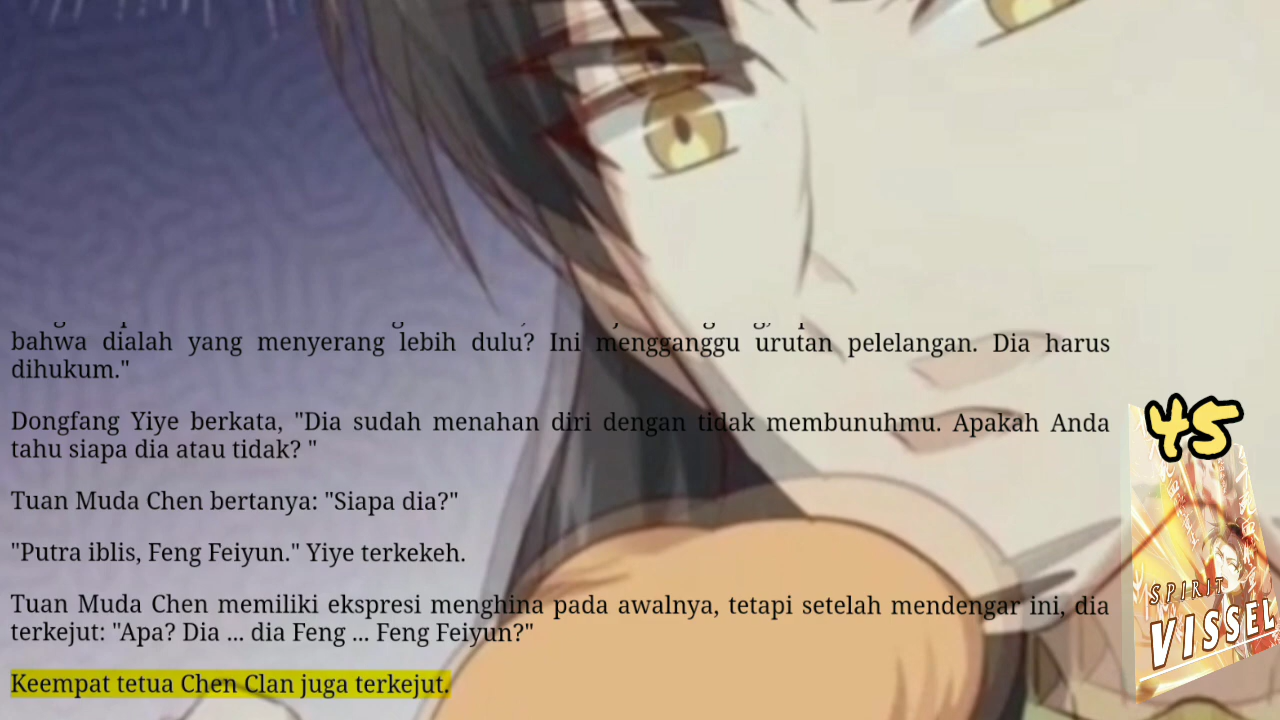 bahwa dialah yang menyerang lebih dulu? Ini mengganggu urutan pelelangan. Dia harus
dihukum."
Dongfang Yiye berkata, "Dia sudah menahan diri dengan tidak membunuhmu. Apakah Anda
tahu siapa dia atau tidak? "
Tuan Muda Chen bertanya: "Siapa dia?"
"Putra iblis, Feng Feiyun." Yiye terkekeh.
Tuan Muda Chen memiliki ekspresi menghina pada awalnya, tetapi setelah mendengar ini, dia
terkejut: "Apa? Dia ... dia Feng ... Feng Feiyun?"
Keempat tetua Chen Clan juga terkejut.
45
SPIRIT
VISSEL